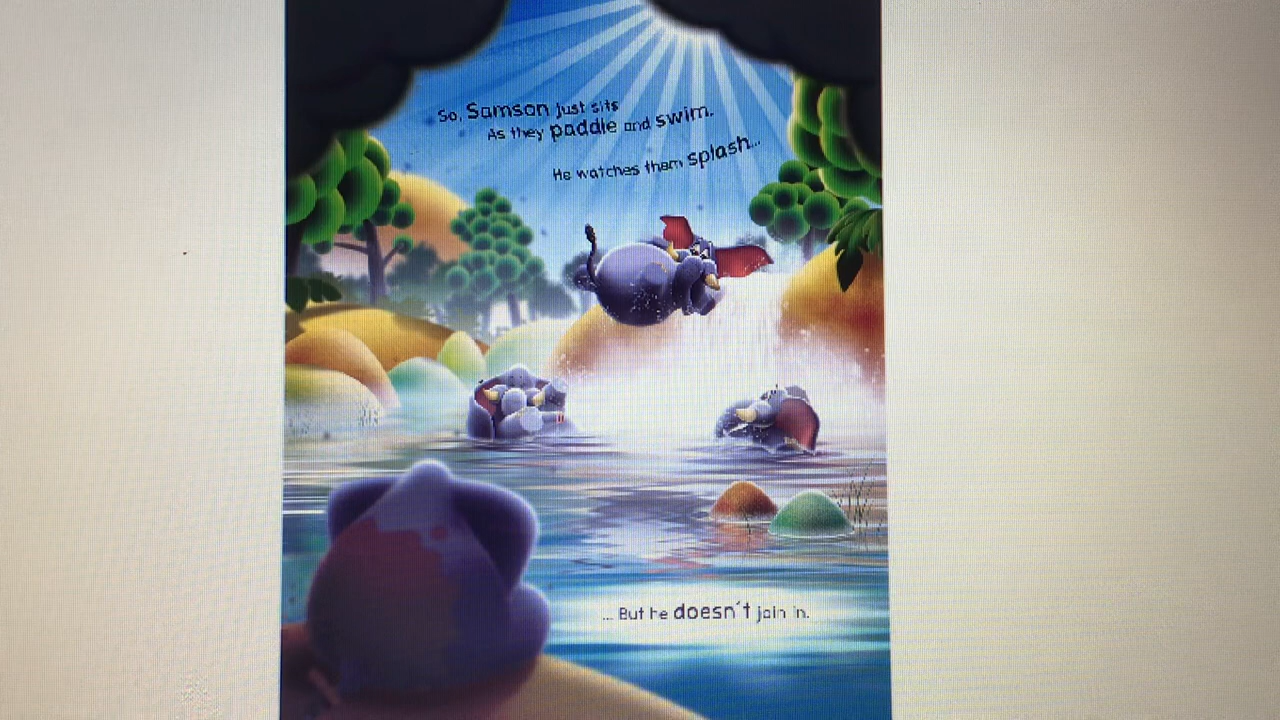 So, Samson just sits
As they paddle and swim.
He watches them splash...
... But he doesn't join in.